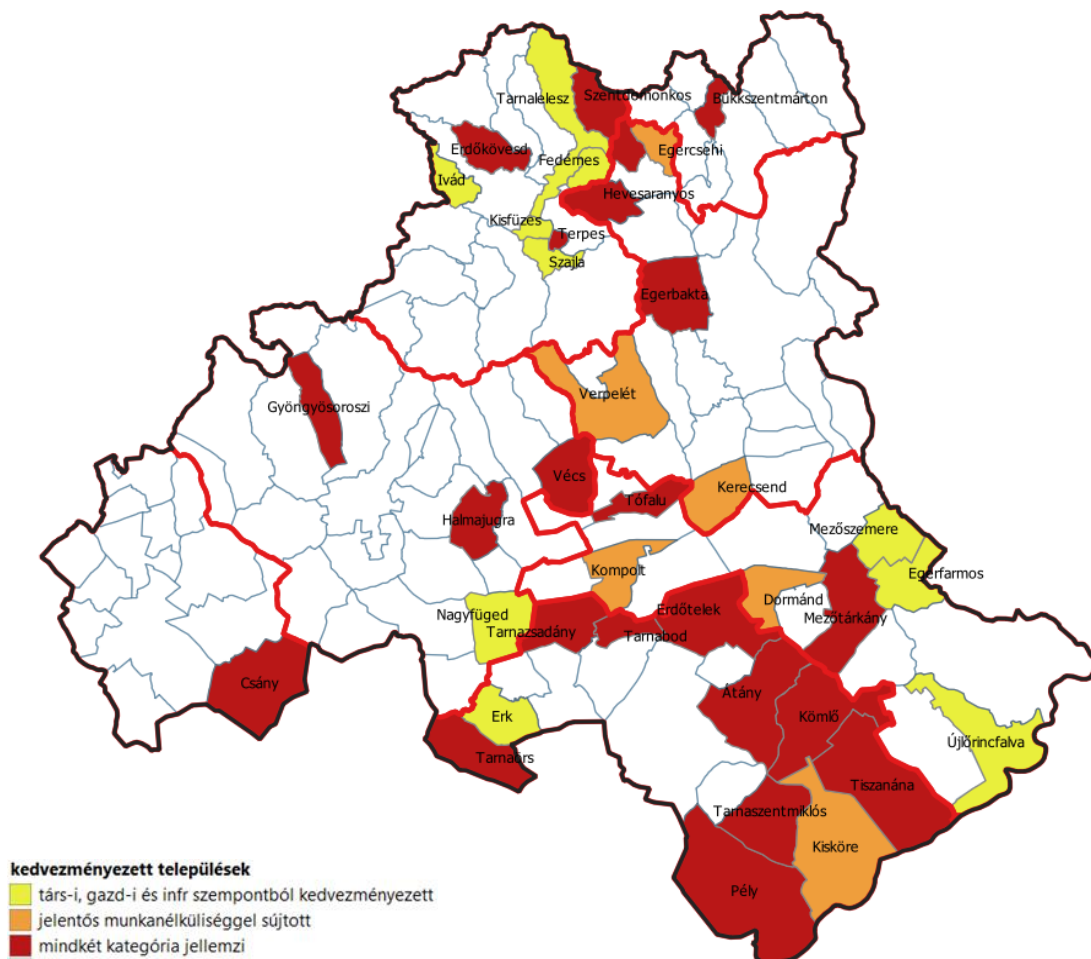 Tarnalelesz
Szentdomonkos
Bükkszentmárton
Erdőkövesd
Egercsehi
Fedémes
Ivád
Hevesaranyos
Kisfüzes
Terpes
Szajla
Egerbakta
Verpelét
Gyöngyösoroszi
Vécs
Kerecsend
Tófalu
Halmajugra
Mezőszemere
Kompolt
Egerfarmos
Dormánd
Nagyfüged
Erdőtelek
Mezőtárkány
Tarnazsadány
Tarnabod
Csány
Átány
Kömlő
Erk
Újlőrincfalva
Tarnaörs
Tiszanána
Tarnaszentmiklós
Kisköre
Pély
kedvezményezett települések
társ-i, gazd-i és infr szempontból kedvezményezett
jelentős munkanélküliséggel sújtott
mindkét kategória jellemzi